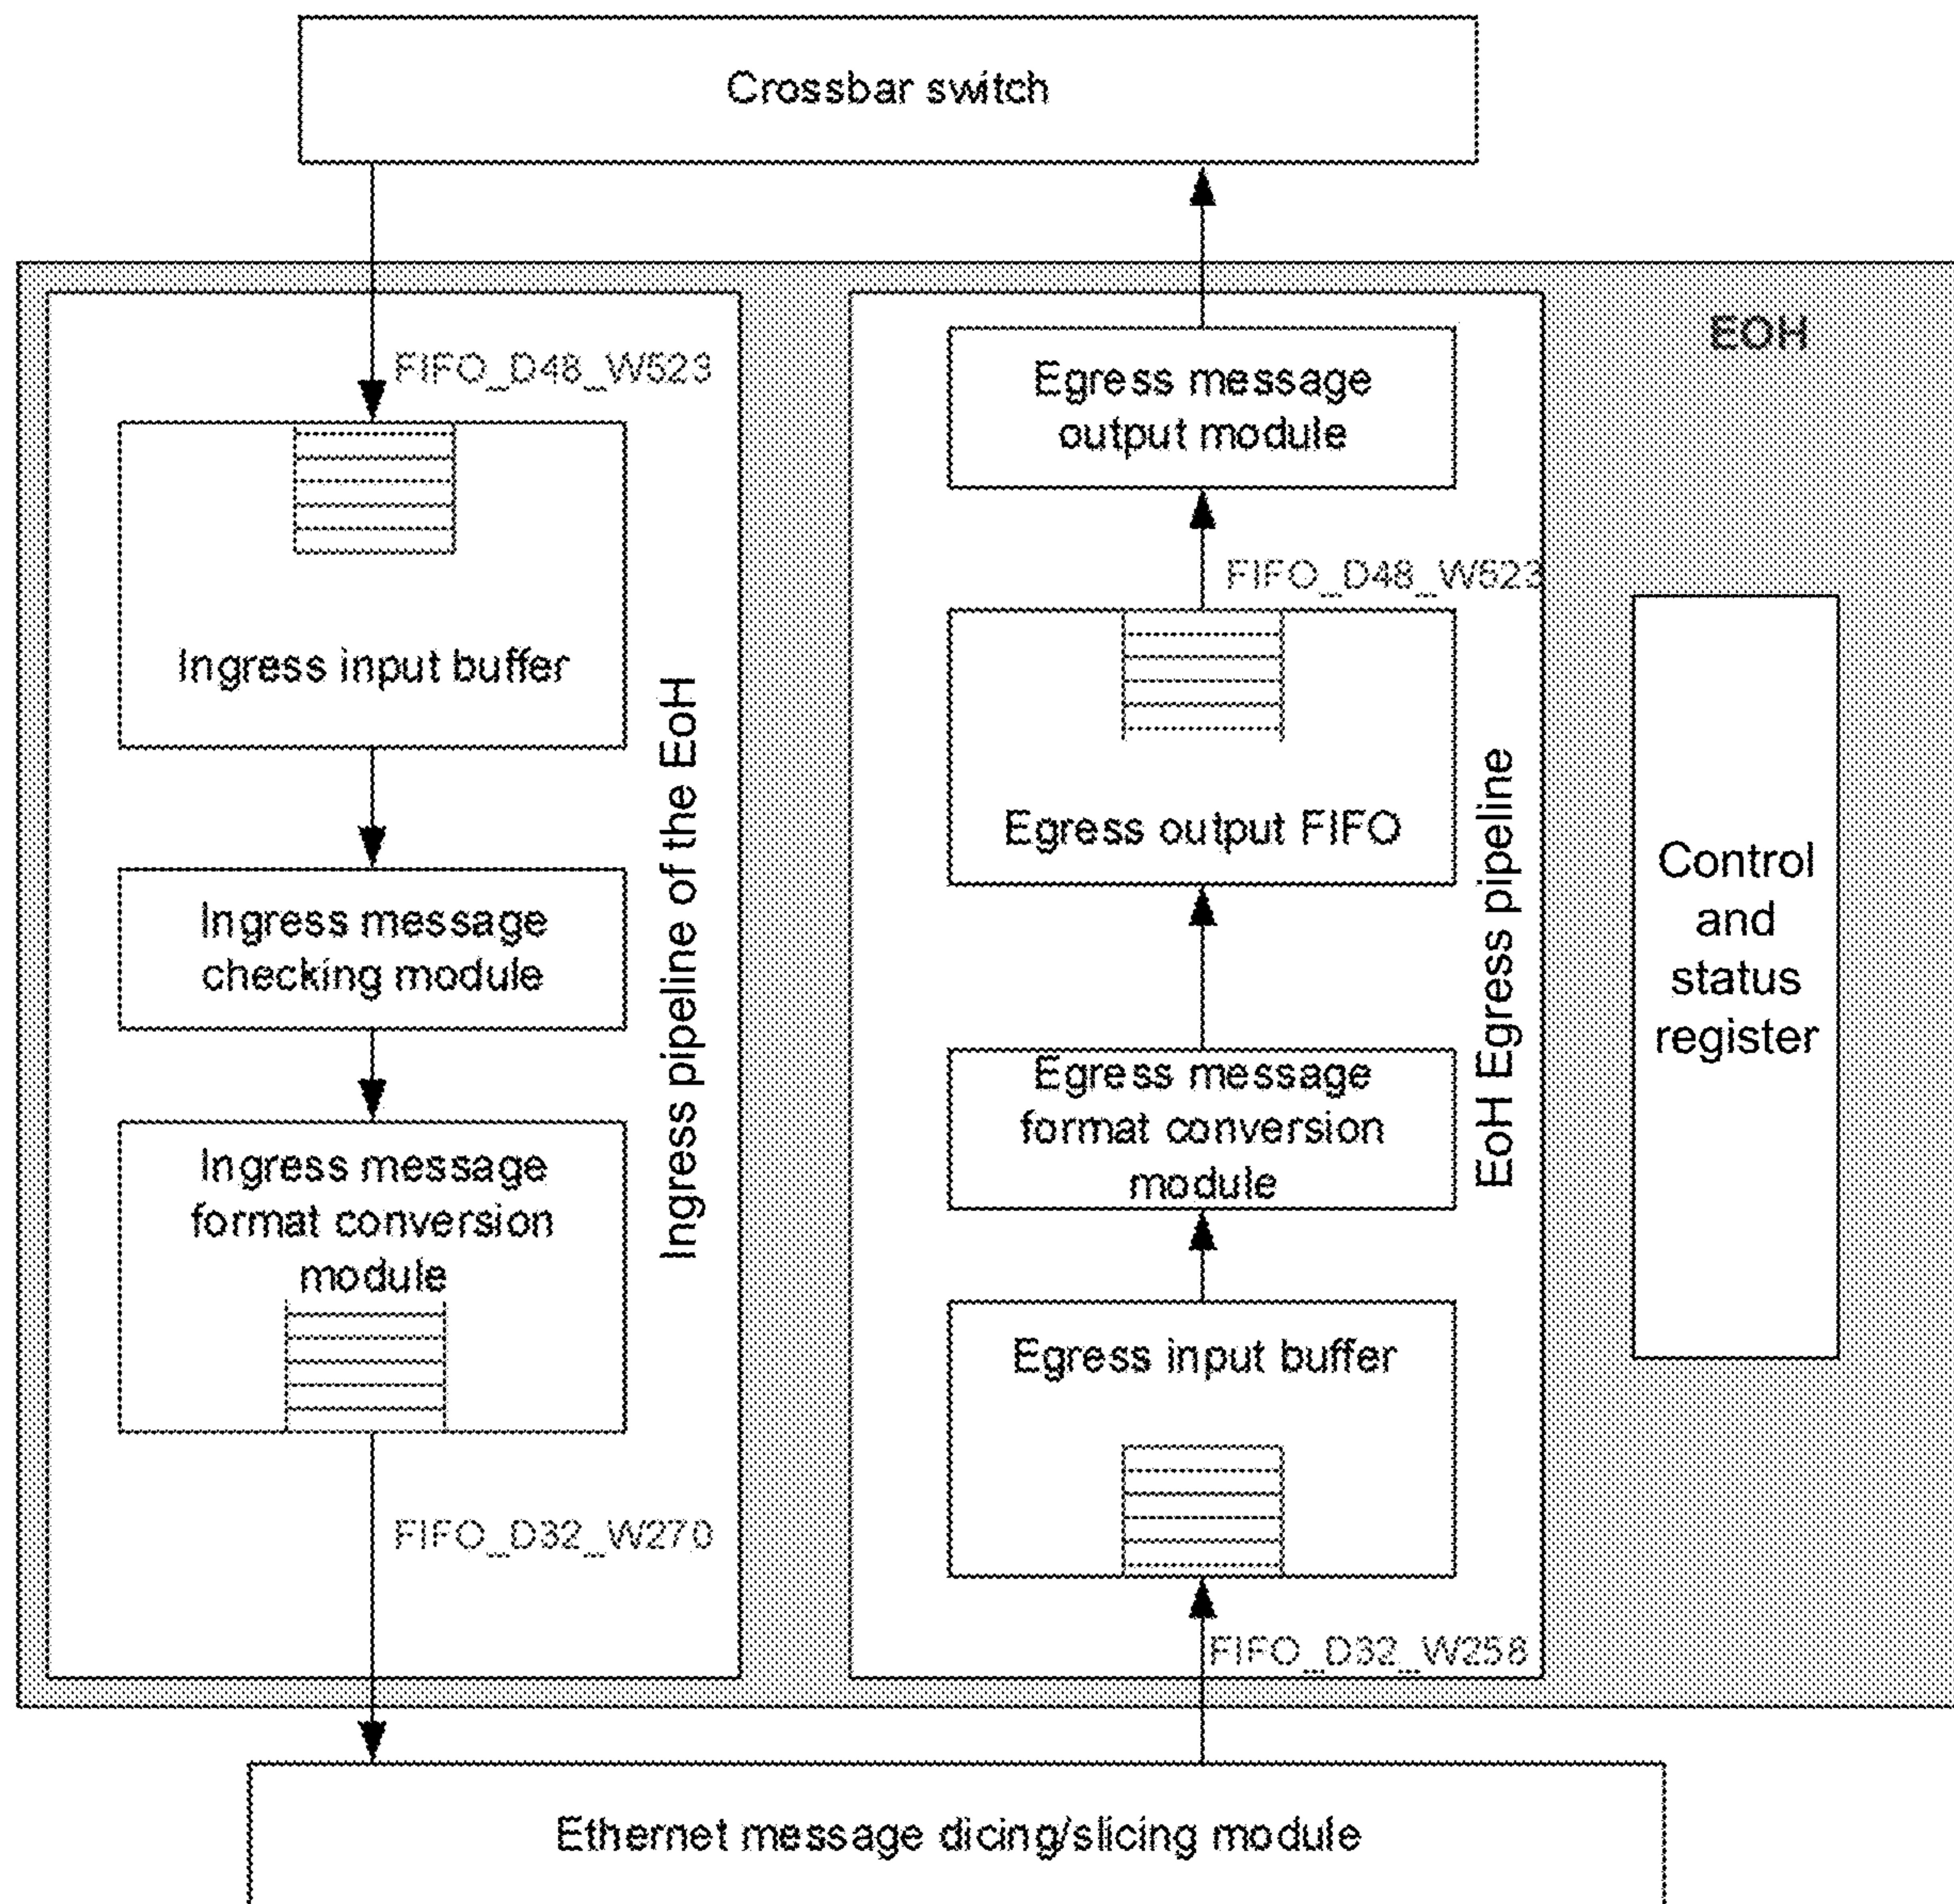 Crossbar switch
EOH
FIFO_D48_W523
Ingress input buffer
Ingress message
checking module
Ingress message
format conversion
module
FIFO_D32_W270
Ingress pipeline of the EoH
Egress message
output module
FIFO_D48_W523
Egress output FIFO
Egress message
format conversion
module
Egress input buffer
FIFO_D32_W258
EoH Egress pipeline
Control
and
status
register
Ethernet message dicing/slicing module